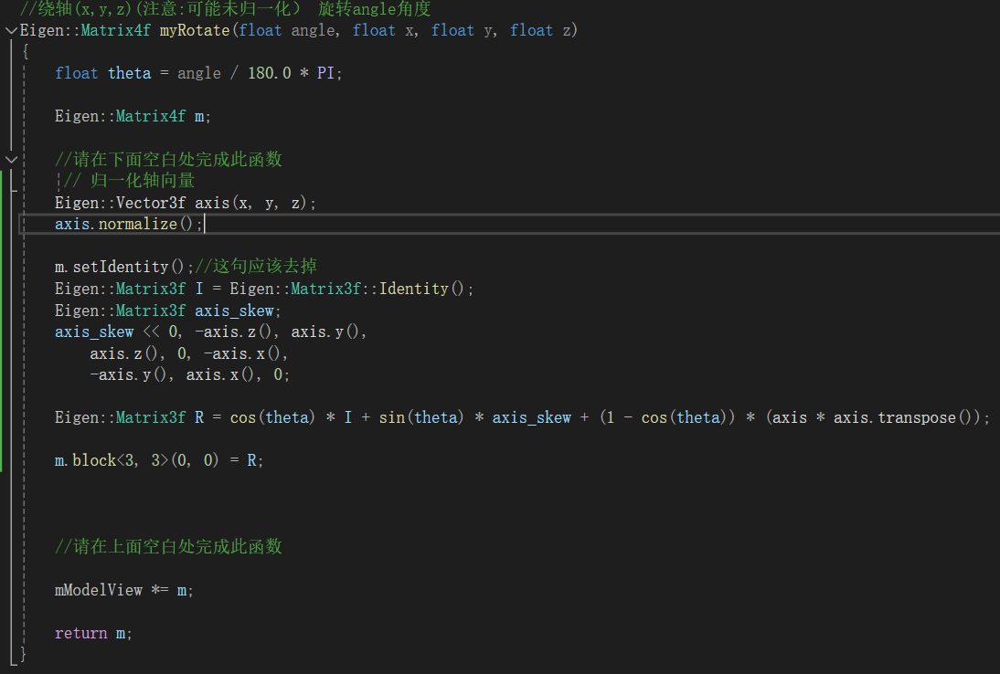 //绕轴(x,y,z)(注意:可能未归一化） 旋转angle角度
Eigen::Matrix4f myRotate(float angle, float x, float y, float z)
{
float theta = angle / 180.0 * PI;
Eigen::Matrix4f m;
//请在下面空白处完成此函数
// 归一化轴向量
Eigen::Vector3f axis(x, y, z);
axis.normalize();
m.setIdentity();//这句应该去掉
Eigen::Matrix3f I = Eigen::Matrix3f::Identity();
Eigen::Matrix3f axis_skew;
axis_skew << 0, -axis.z(), axis.y(),
axis.z(), 0, -axis.x(),
-axis.y(), axis.x(), 0;
Eigen::Matrix3f R = cos(theta) * I + sin(theta) * axis_skew + (1 - cos(theta)) * (axis * axis.transpose());
m.block<3, 3>(0, 0) = R;
//请在上面空白处完成此函数
mModelView *= m;
return m;
}